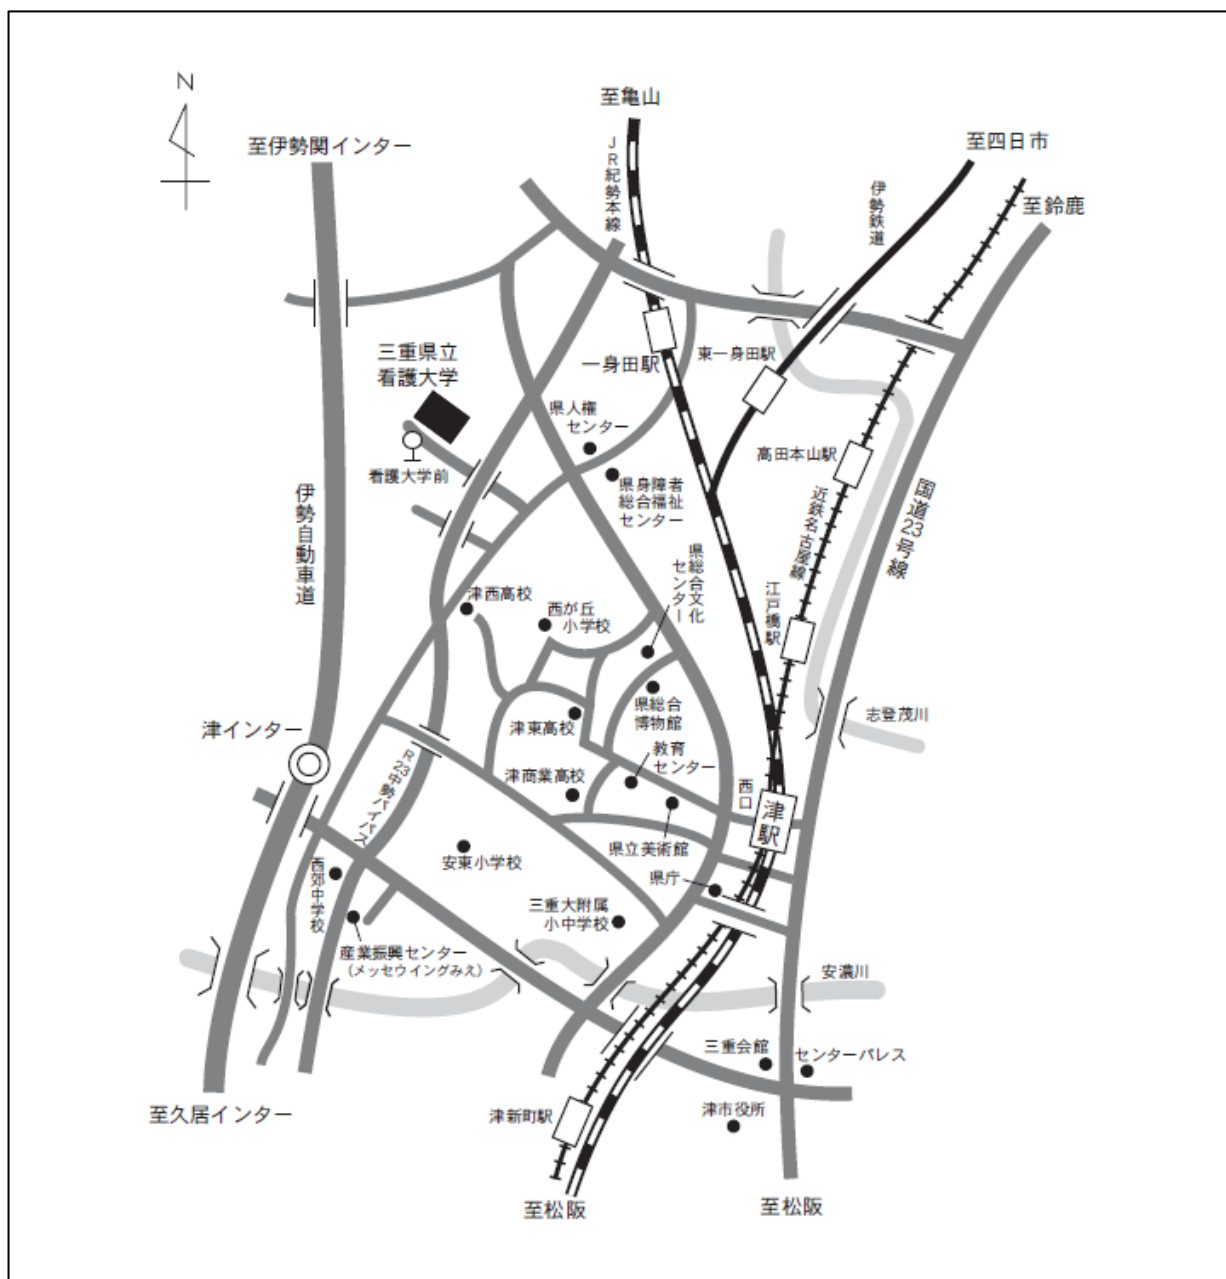 N
至亀山
至伊勢関インター
至四日市
JR紀勢本線
伊勢鉄道
至鈴鹿
三重県立
看護大学
一身田駅
東一身田駅
県人権
センター
高田本山駅
看護大学前
県身障者
総合福祉
センター
近鉄名古屋線
国道23号線
伊勢自動車道
県総合文化
センター
津西高校
西が丘
小学校
江戸橋駅
県総合
博物館
志登茂川
津東高校
津インター
教育
センター
R23中勢バイパス
津商業高校
西口
津駅
県立美術館
安東小学校
県庁
西郊中学校
三重大附属
小中学校
産業振興センター
(メッセウイングみえ)
安濃川
三重会館
センターパレス
至久居インター
津新町駅
津市役所
至松阪
至松阪